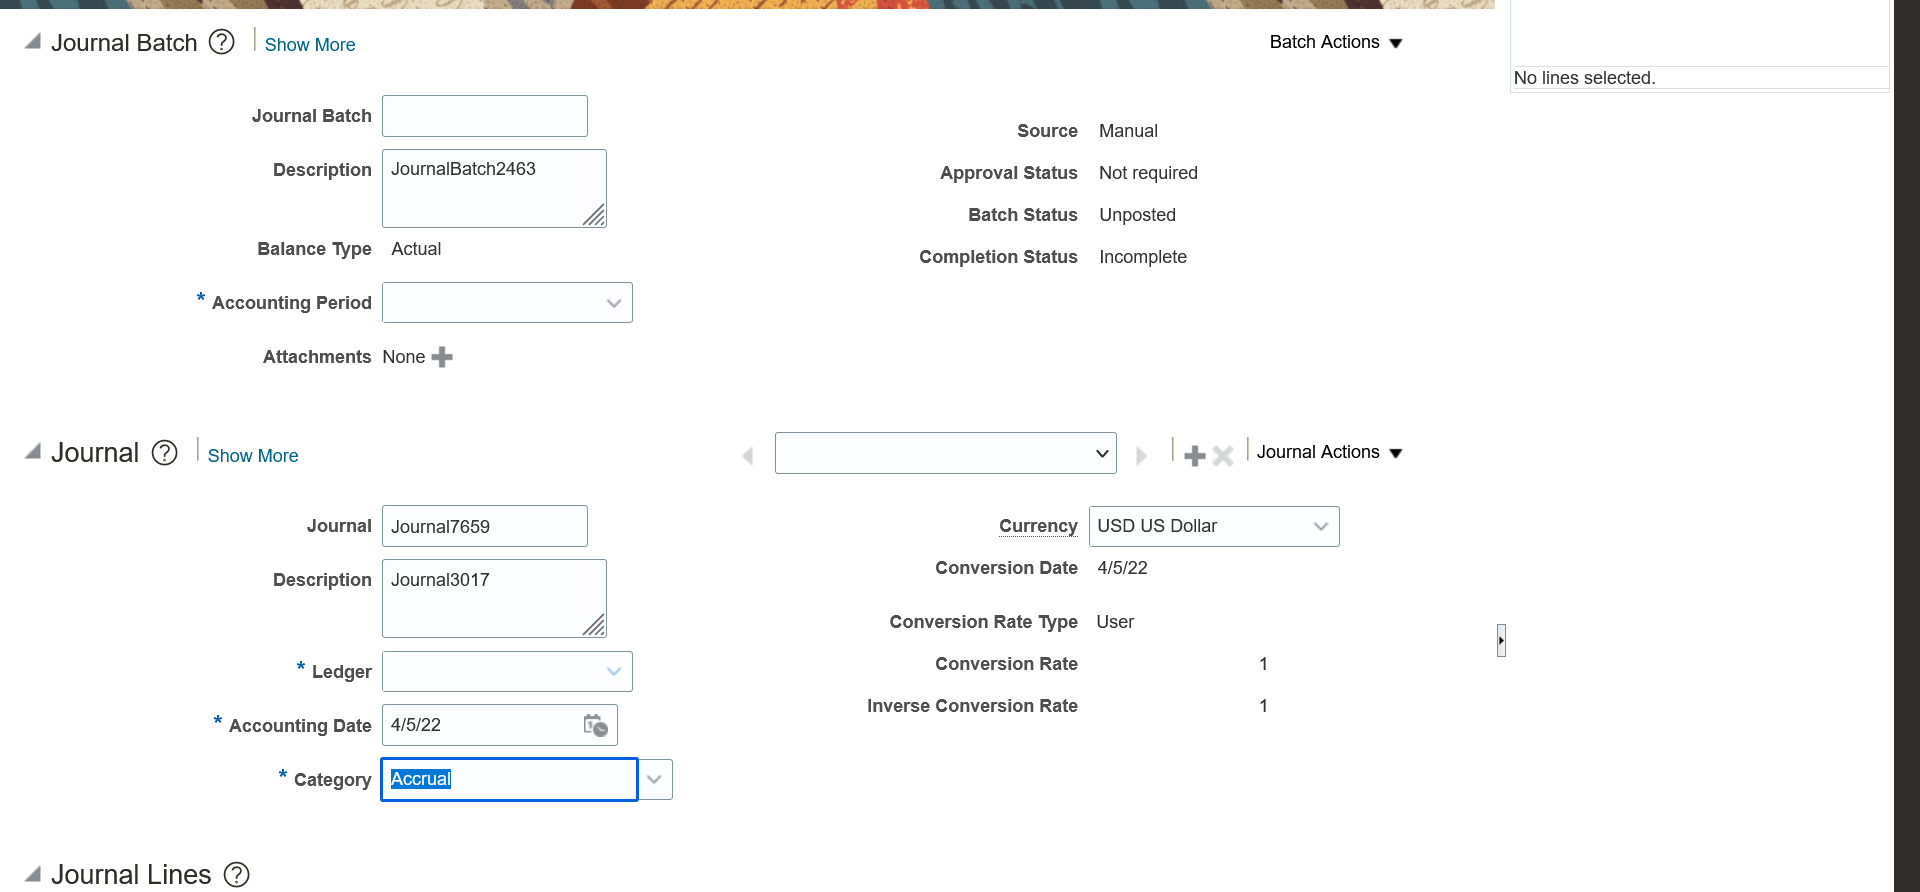 Journal Batch ? Show More
Batch Actions
No lines selected.
Journal Batch
Description JournalBatch2463
Balance Type Actual
* Accounting Period
Attachments None
Source Manual
Approval Status Not required
Batch Status Unposted
Completion Status Incomplete
Journal ? Show More
Journal Actions
Journal Journal7659
Description Journal3017
* Ledger
* Accounting Date 4/5/22
* Category Accrual
Currency USD US Dollar
Conversion Date 4/5/22
Conversion Rate Type User
Conversion Rate 1
Inverse Conversion Rate 1
Journal Lines ?